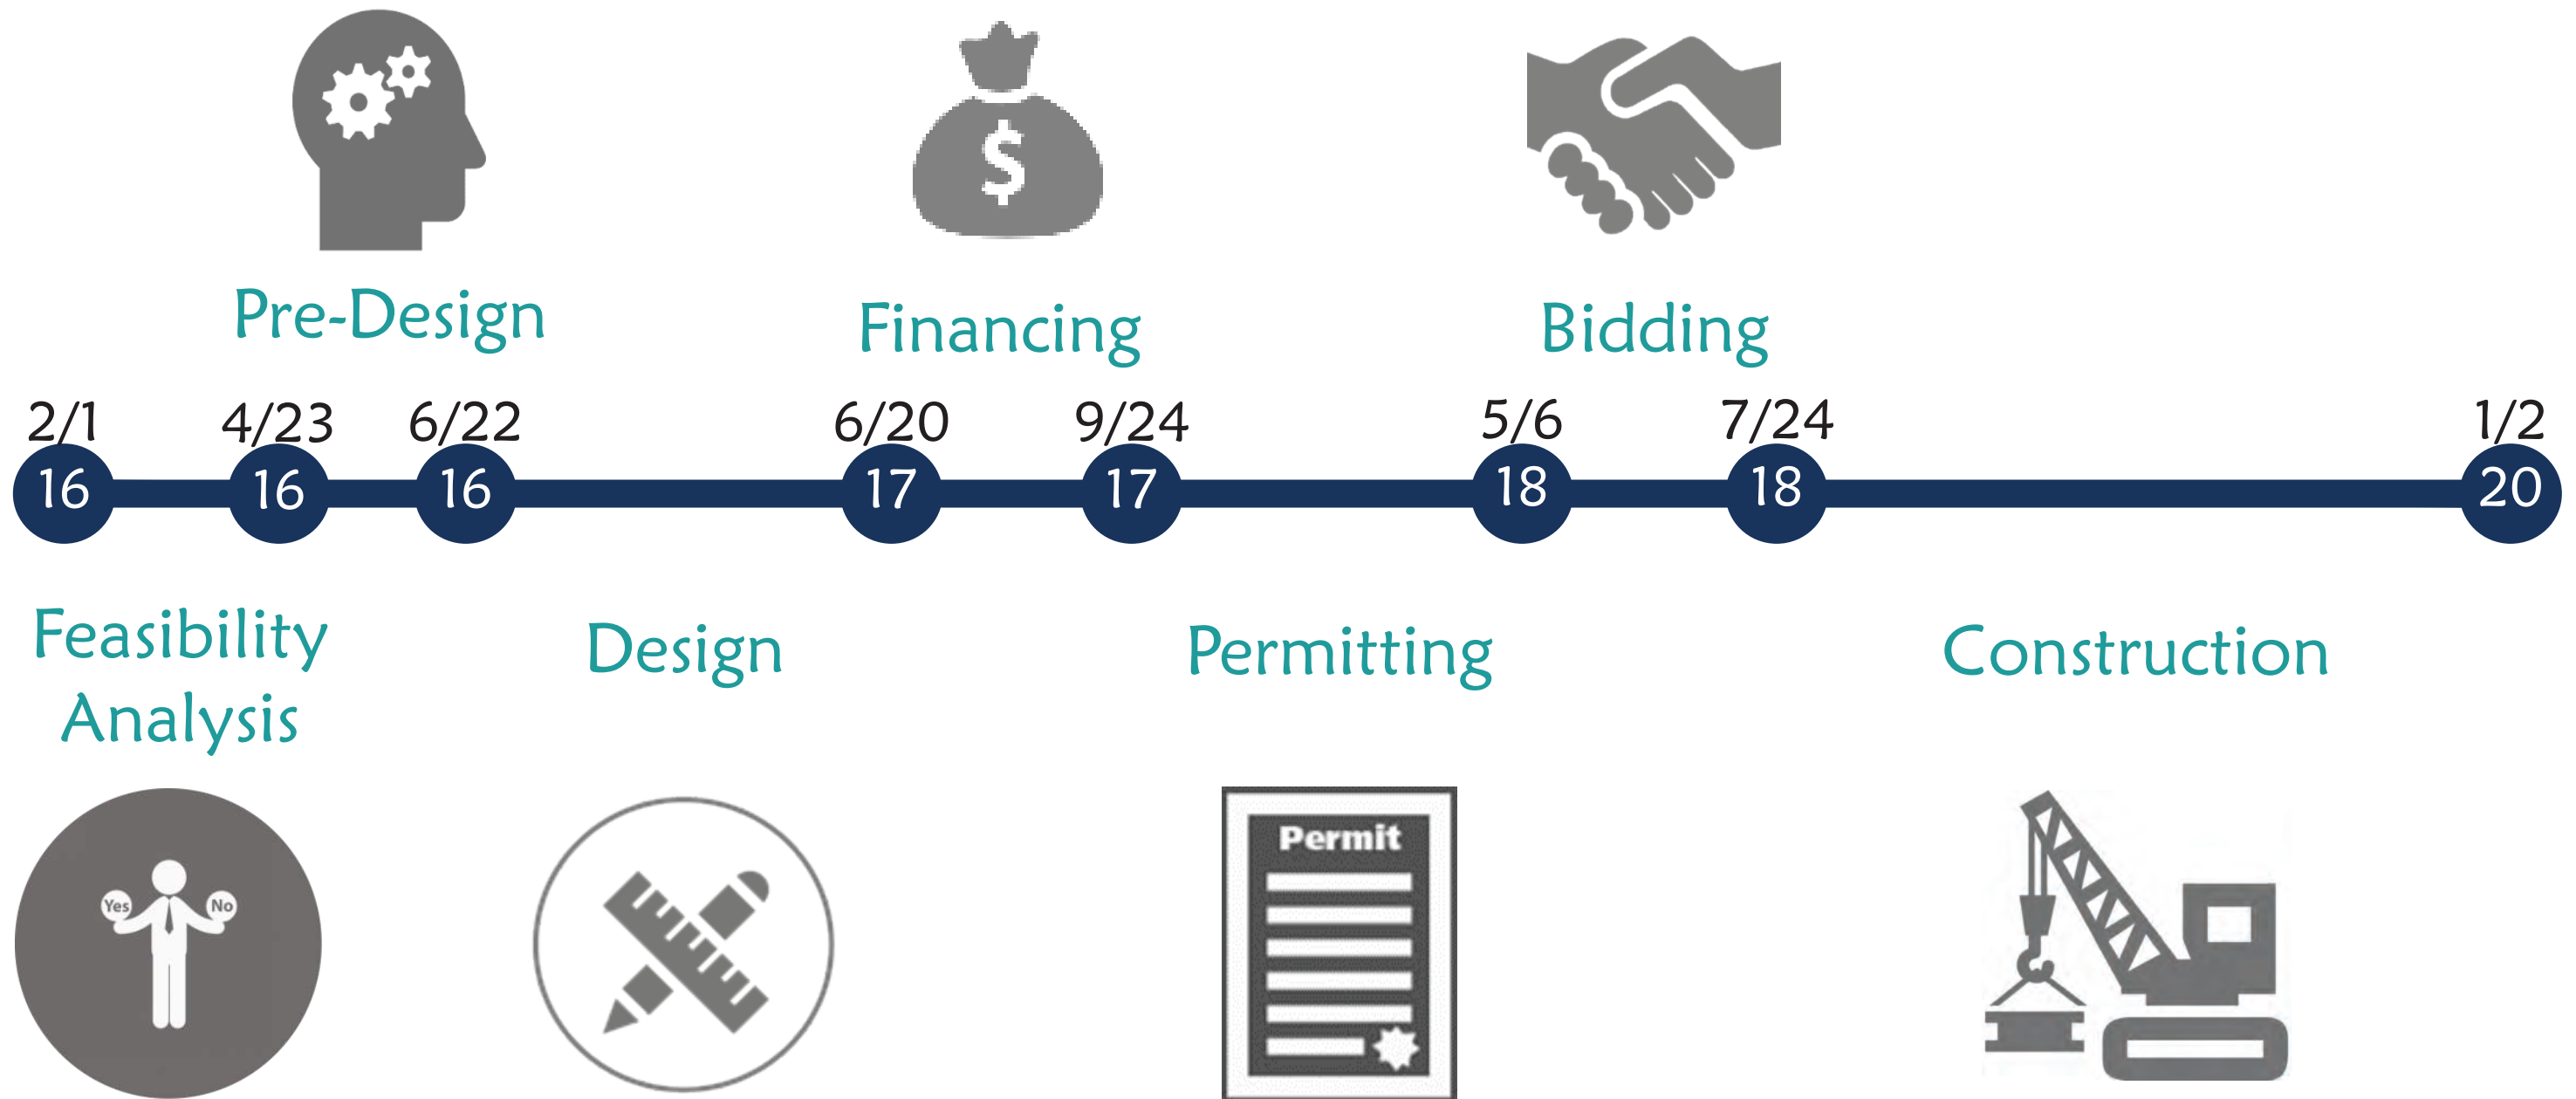 Pre-Design
Financing
$
Bidding
2/1
4/23
6/22
6/20
9/24
5/6
7/24
1/2
16
16
16
17
17
18
18
20
Feasibility
Analysis
Design
Permitting
Construction
Yes
No
Permit